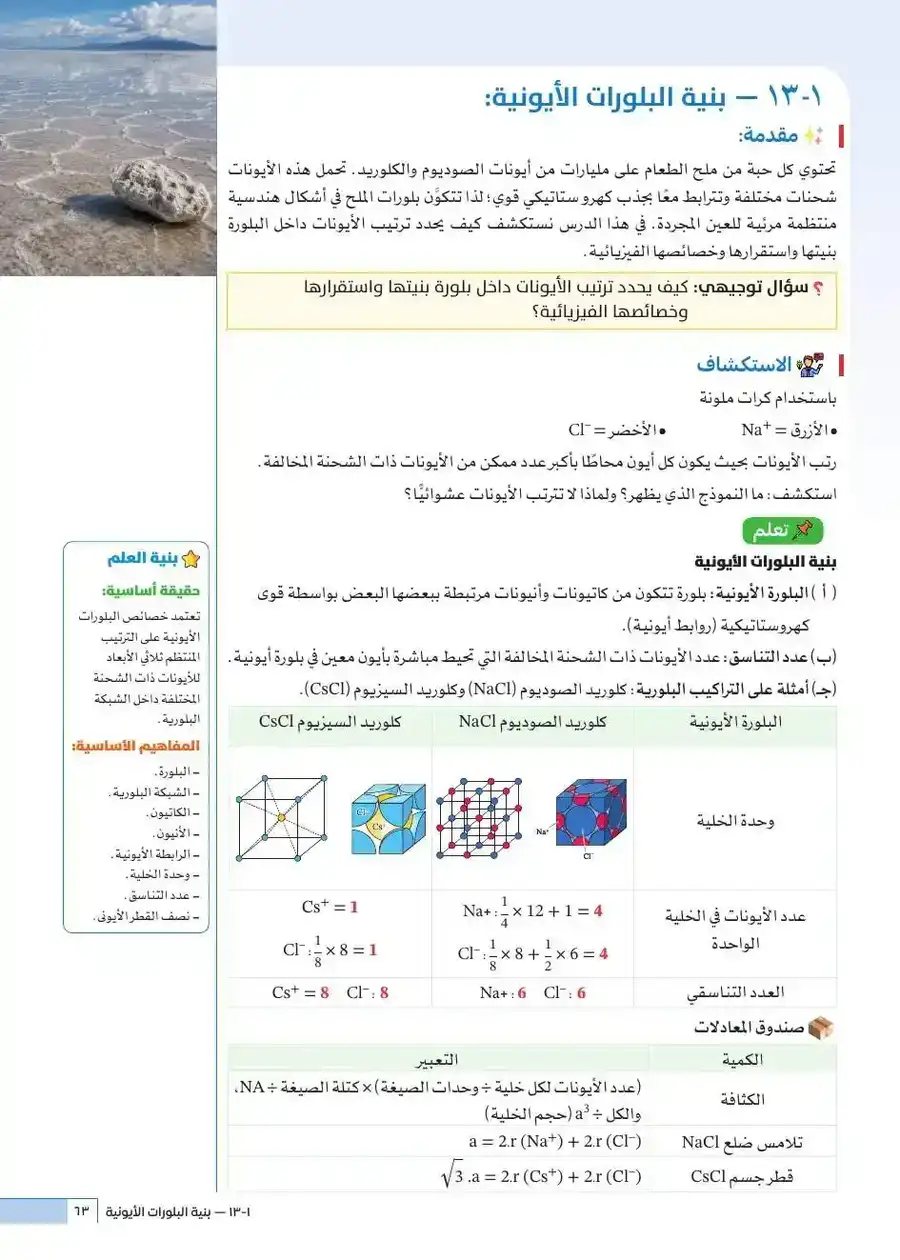 ١-١٣ — بنية البلورات الأيونية:
مقدمة:
تحتوي كل حبة من ملح الطعام على مليارات من أيونات الصوديوم والكلوريد. تحمل هذه الأيونات
شحنات مختلفة وتترابط معًا بجذب كهروستاتيكي قوي؛ لذا تتكوَّن بلورات الملح في أشكال هندسية
منتظمة مرئية للعين المجردة. في هذا الدرس نستكشف كيف يحدد ترتيب الأيونات داخل البلورة
بنيتها واستقرارها وخصائصها الفيزيائية.
؟ سؤال توجيهي: كيف يحدد ترتيب الأيونات داخل بلورة بنيتها واستقرارها
وخصائصها الفيزيائية؟
الاستكشاف
باستخدام كرات ملونة
• الأزرق = Na⁺ • الأخضر = Cl⁻
رتب الأيونات بحيث يكون كل أيون محاطًا بأكبر عدد ممكن من الأيونات ذات الشحنة المخالفة.
استكشف: ما النموذج الذي يظهر؟ ولماذا لا تترتب الأيونات عشوائيًّا؟
تعلم
بنية البلورات الأيونية
( أ ) البلورة الأيونية: بلورة تتكون من كاتيونات وأنيونات مرتبطة ببعضها البعض بواسطة قوى
كهروستاتيكية (روابط أيونية).
(ب) عدد التناسق: عدد الأيونات ذات الشحنة المخالفة التي تحيط مباشرة بأيون معين في بلورة أيونية.
(جـ) أمثلة على التراكيب البلورية: كلوريد الصوديوم (NaCl) وكلوريد السيزيوم (CsCl).
البلورة الأيونية كلوريد الصوديوم NaCl كلوريد السيزيوم CsCl
وحدة الخلية
Na⁺
Cl⁻
Cl⁻
Cs⁺
عدد الأيونات في الخلية
الواحدة
Na+ : 1/4 × 12 + 1 = 4
Cl⁻ : 1/8 × 8 + 1/2 × 6 = 4
Cs⁺ = 1
Cl⁻ : 1/8 × 8 = 1
العدد التناسقي Na+ : 6 Cl⁻ : 6 Cs⁺ = 8 Cl⁻ : 8
صندوق المعادلات
الكمية التعبير
الكثافة
(عدد الأيونات لكل خلية ÷ وحدات الصيغة) × كتلة الصيغة ÷ NA،
والكل ÷ a³ (حجم الخلية)
تلامس ضلع NaCl a = 2.r (Na⁺) + 2.r (Cl⁻)
قطر جسم CsCl √3 .a = 2.r (Cs⁺) + 2.r (Cl⁻)
بنية العلم
حقيقة أساسية:
تعتمد خصائص البلورات
الأيونية على الترتيب
المنتظم ثلاثي الأبعاد
للأيونات ذات الشحنة
المختلفة داخل الشبكة
البلورية.
المفاهيم الأساسية:
– البلورة.
– الشبكة البلورية.
– الكاتيون.
– الأنيون.
– الرابطة الأيونية.
– وحدة الخلية.
– عدد التناسق.
– نصف القطر الأيوني.
١-١٣ — بنية البلورات الأيونية ٦٣